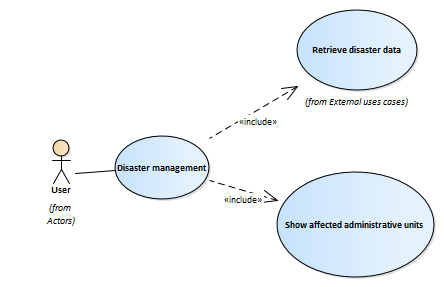 Retrieve disaster data
(from External uses cases)
«include»
Disaster management
User
(from
Actors)
«include»
Show affected administrative units